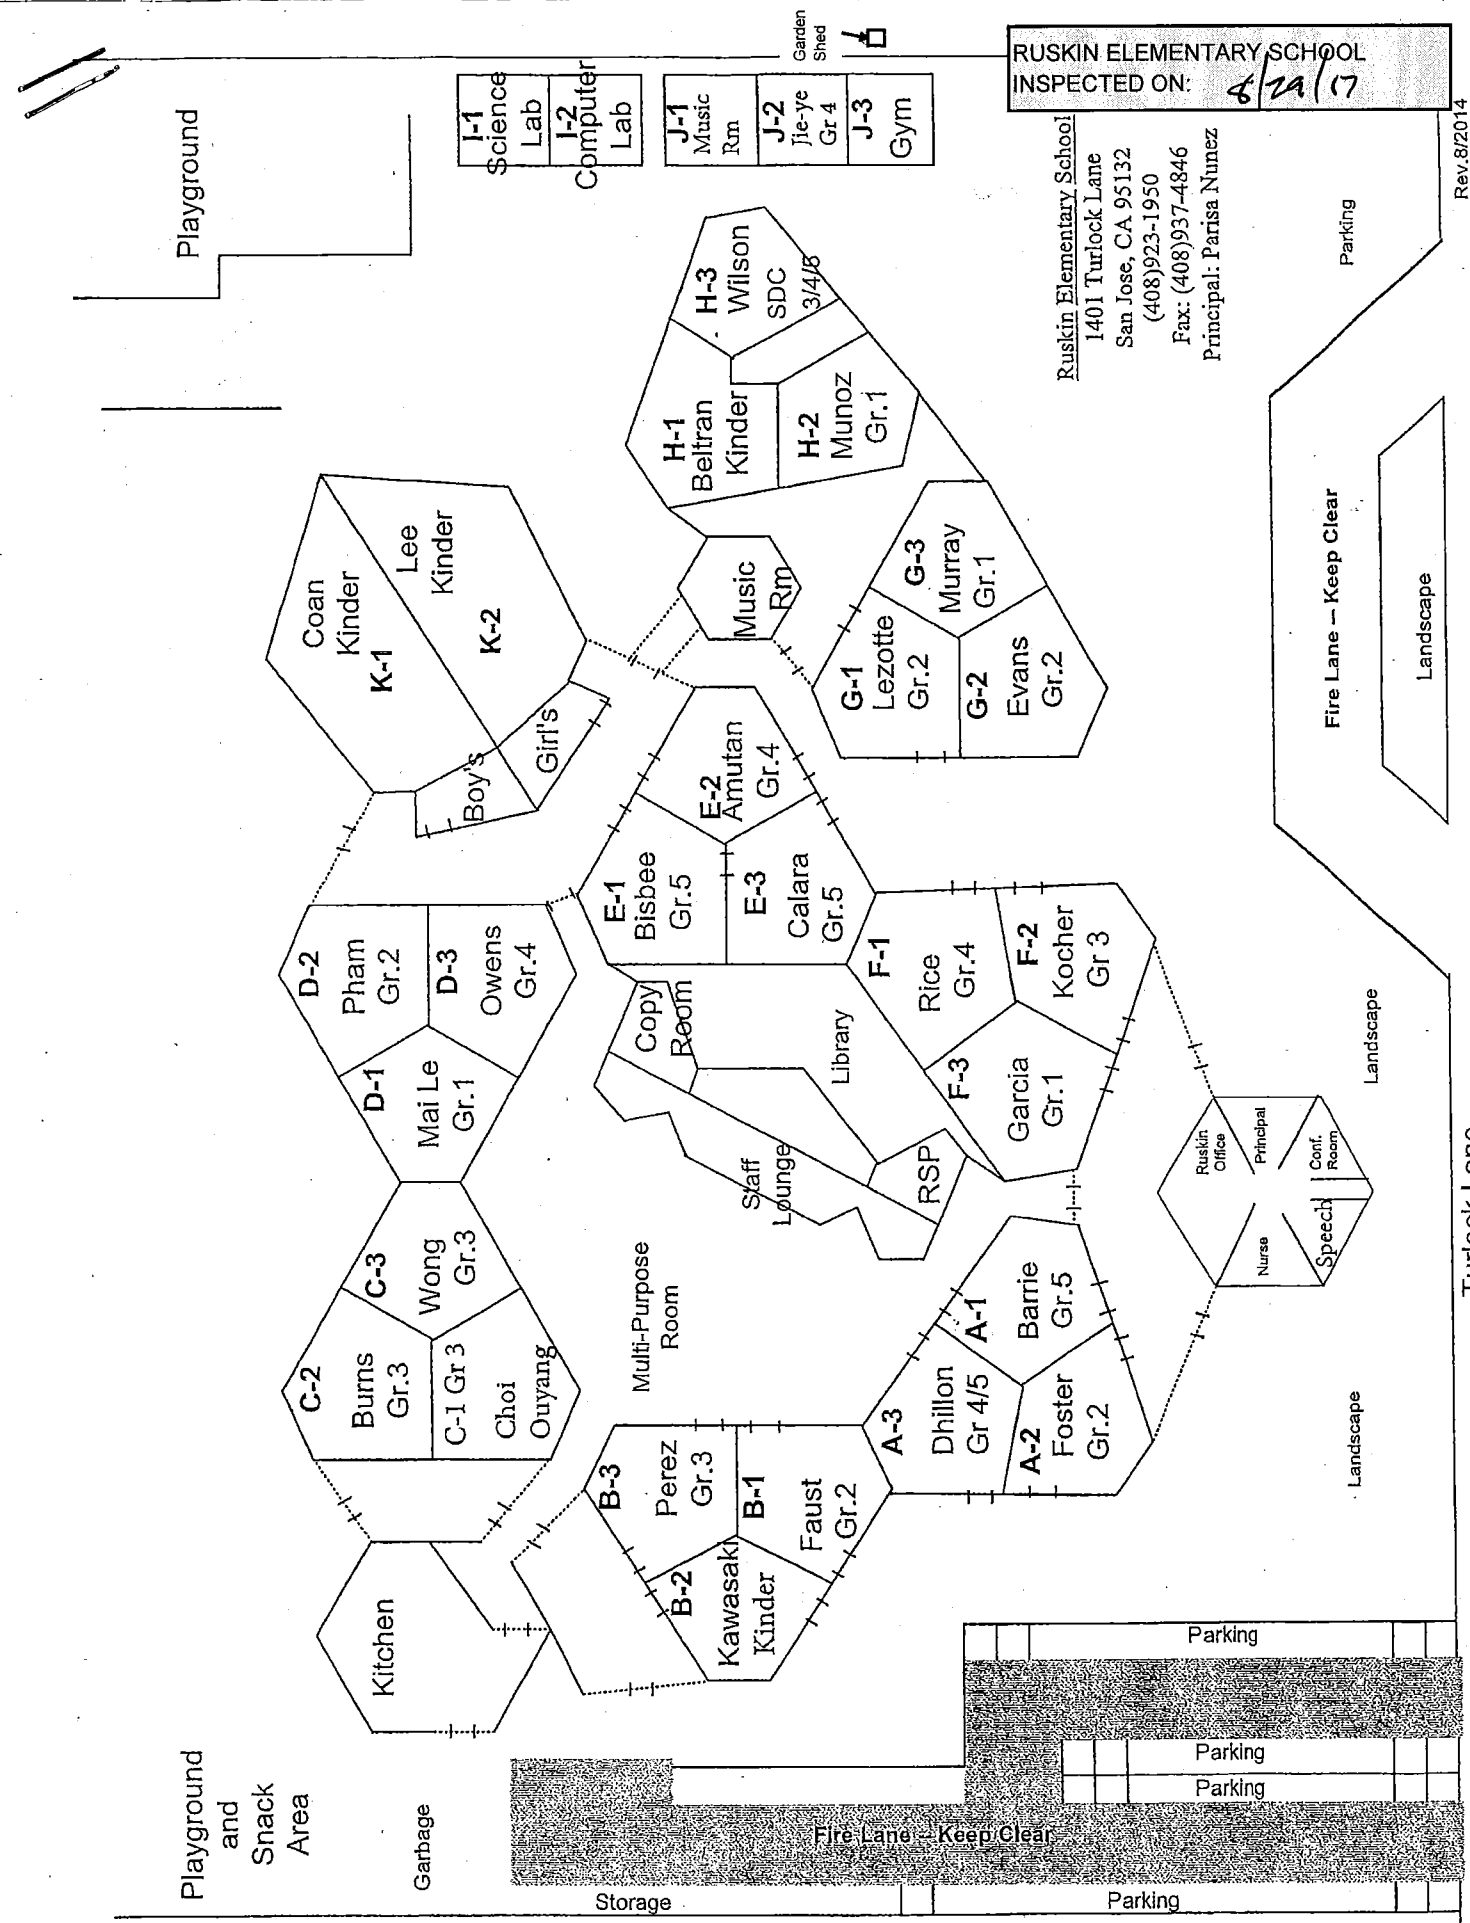 RUSKIN ELEMENTARY SCHOOL
INSPECTED ON: 8/29/17
Ruskin Elementary School
1401 Turlock Lane
San Jose, CA 95132
(408)923-1950
Fax: (408)937-4846
Principal: Parisa Nunez
Rev.8/2014
Garden
Shed
Playground
I-1
Science
Lab
I-2
Computer
Lab
J-1
Music
Rm
J-2
Jie-ye
Gr 4
J-3
Gym
H-3
Wilson
SDC
3/4/5
H-1
Beltran
Kinder
H-2
Munoz
Gr.1
Coan
Kinder
K-1
Lee
Kinder
K-2
Boy's
Girl's
Music
Rm
G-3
Murray
Gr.1
G-1
Lezotte
Gr.2
G-2
Evans
Gr.2
E-2
Amutan
Gr.4
E-1
Bisbee
Gr.5
E-3
Calara
Gr.5
D-2
Pham
Gr.2
D-3
Owens
Gr.4
D-1
Mai Le
Gr.1
F-1
Rice
Gr.4
F-2
Kocher
Gr 3
F-3
Garcia
Gr.1
Copy
Room
Library
Staff
Lounge
RSP
Multi-Purpose
Room
C-3
Wong
Gr.3
C-2
Burns
Gr.3
C-1 Gr 3
Choi
Ouyang
B-3
Perez
Gr.3
B-1
Faust
Gr.2
B-2
Kawasaki
Kinder
A-1
Barrie
Gr.5
A-3
Dhillon
Gr 4/5
A-2
Foster
Gr.2
Ruskin
Office
Principal
Conf.
Room
Nurse
Speech
Kitchen
Playground
and
Snack
Area
Garbage
Storage
Fire Lane – Keep Clear
Parking
Parking
Parking
Parking
Landscape
Landscape
Turlock Lane
Fire Lane – Keep Clear
Landscape
Parking